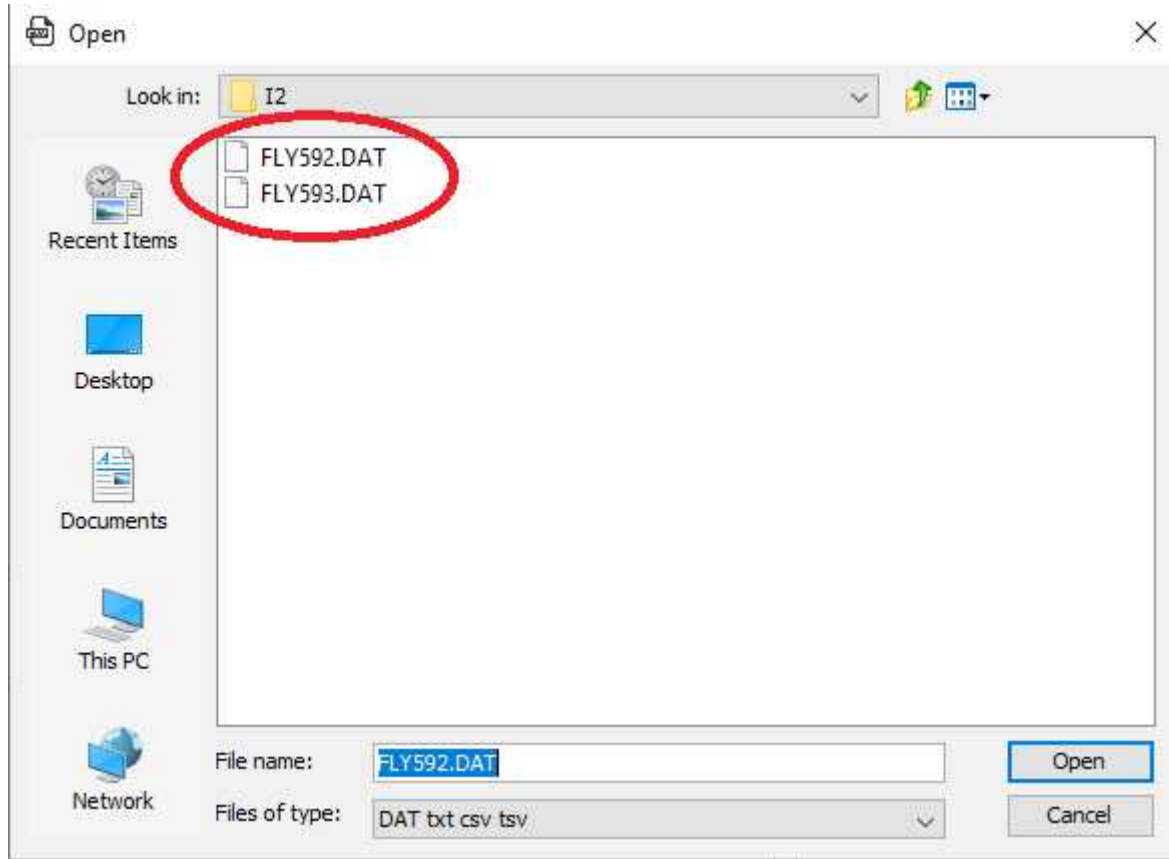 Open
Look in: I2
FLY592.DAT
FLY593.DAT
Recent Items
Desktop
Documents
This PC
Network
File name: FLY592.DAT Open
Files of type: DAT txt csv tsv Cancel